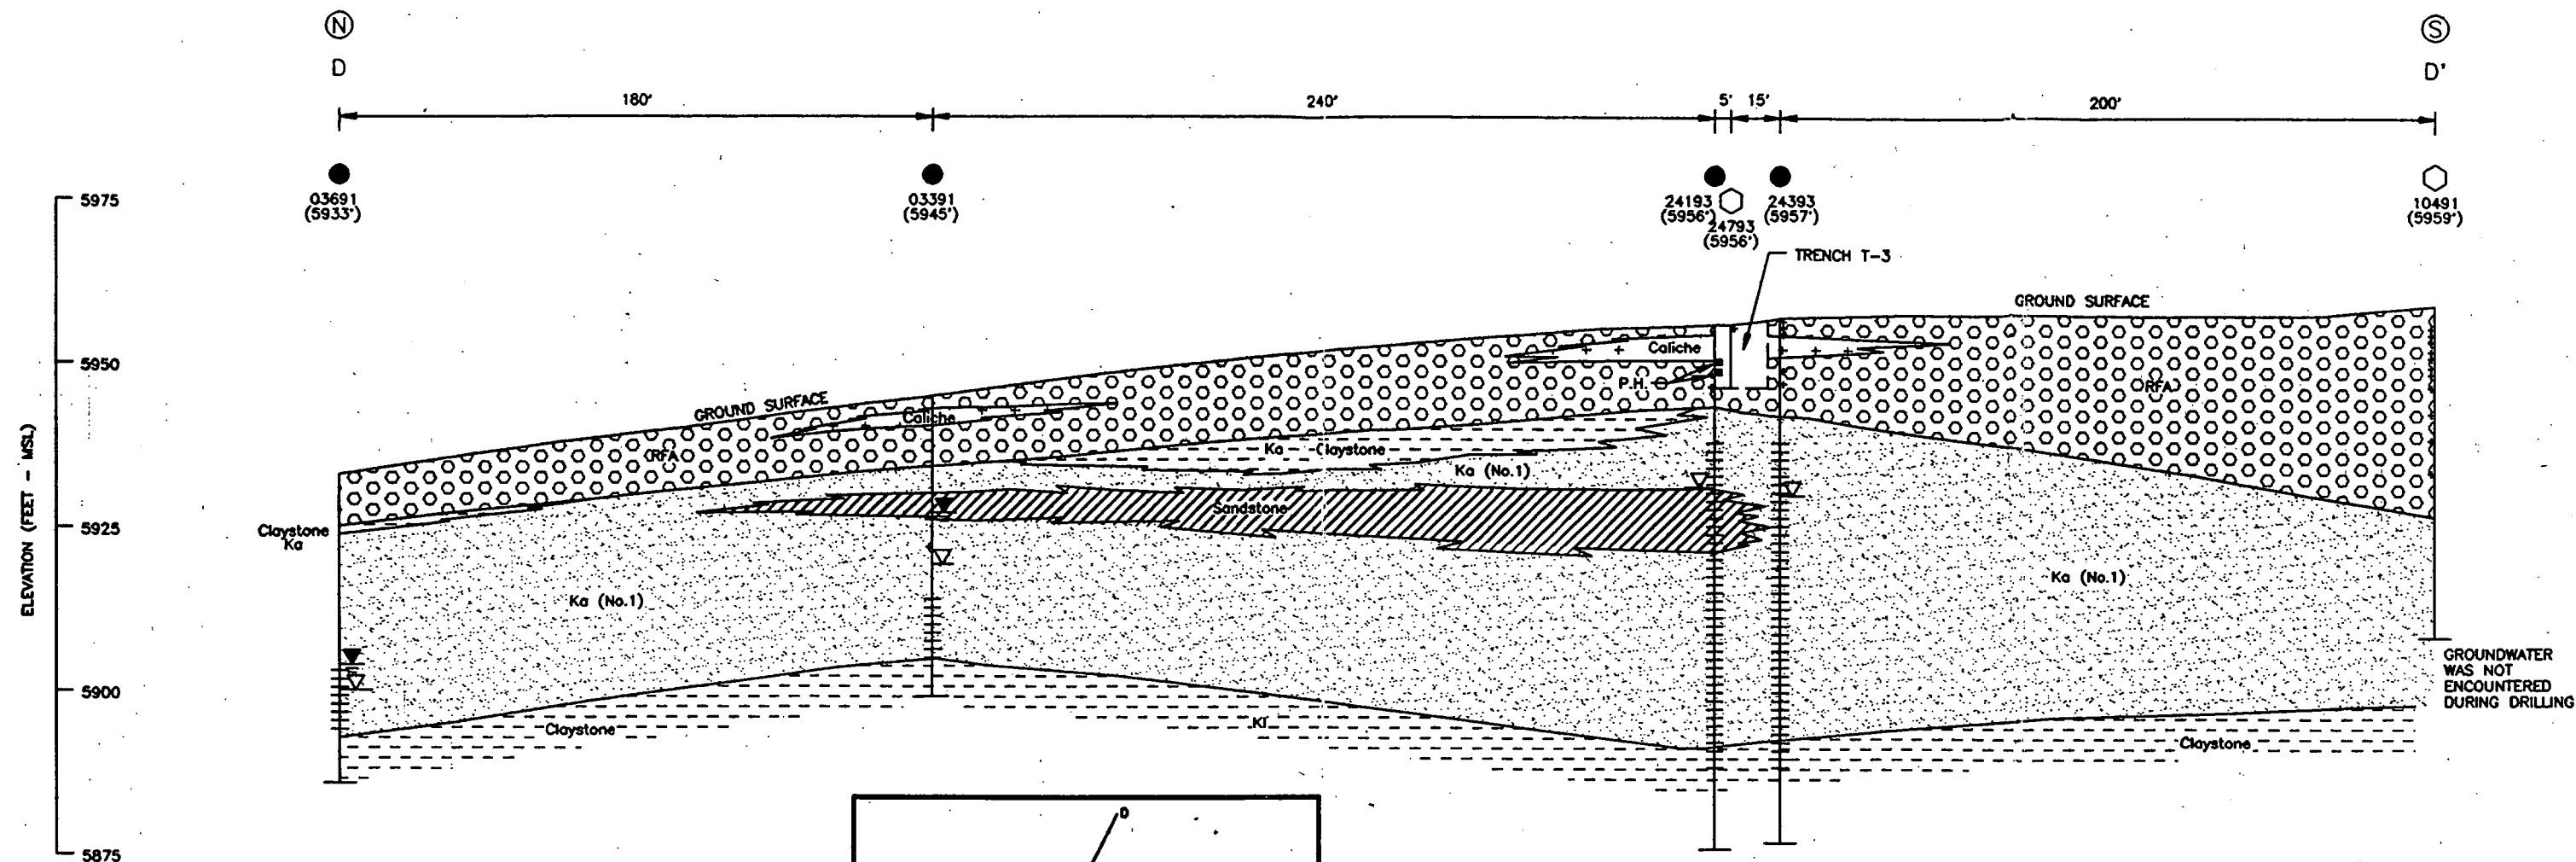 N
S
D
D'
180'
240'
5'
15'
200'
03691
(5933')
03391
(5945')
24193
(5956')
24793
(5956')
24393
(5957')
10491
(5959')
5975
TRENCH T-3
GROUND SURFACE
5950
Caliche
P.H.
RFA
GROUND SURFACE
Caliche
RFA
Ka Claystone
Ka (No.1)
5925
Sandstone
Claystone
Ka
ELEVATION (FEET - MSL)
Ka (No.1)
Ka (No.1)
GROUNDWATER
WAS NOT
ENCOUNTERED
DURING DRILLING
5900
Claystone
Kl
Claystone
D
5875